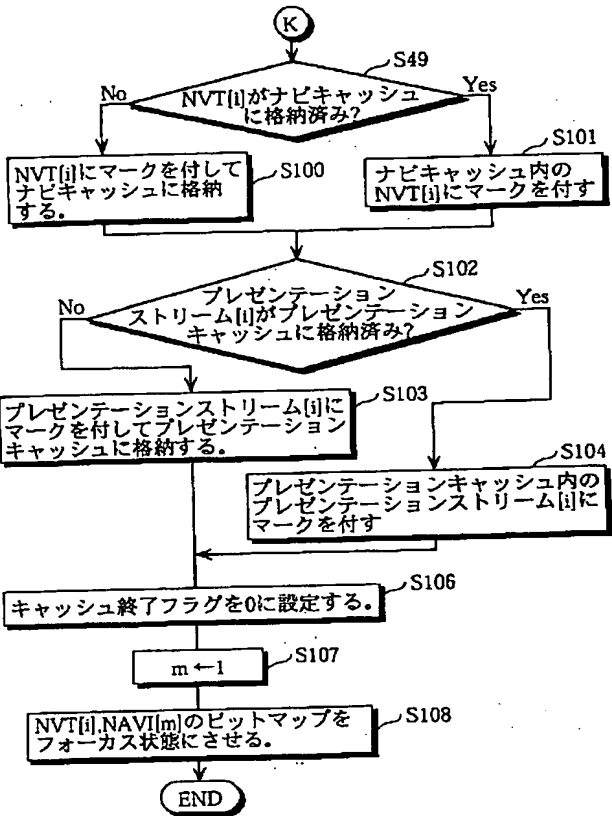 K
S49
No
Yes
NVT[i]がナビキャッシュ
に格納済み?
S100
NVT[i]にマークを付して
ナビキャッシュに格納
する。
S101
ナビキャッシュ内の
NVT[i]にマークを付す
S102
No
Yes
プレゼンテーション
ストリーム[i]がプレゼンテーション
キャッシュに格納済み?
S103
プレゼンテーションストリーム[i]に
マークを付してプレゼンテーション
キャッシュに格納する。
S104
プレゼンテーションキャッシュ内の
プレゼンテーションストリーム[i]に
マークを付す
S106
キャッシュ終了フラグを0に設定する。
S107
m←1
S108
NVT[i].NAVI[m]のビットマップを
フォーカス状態にさせる。
END